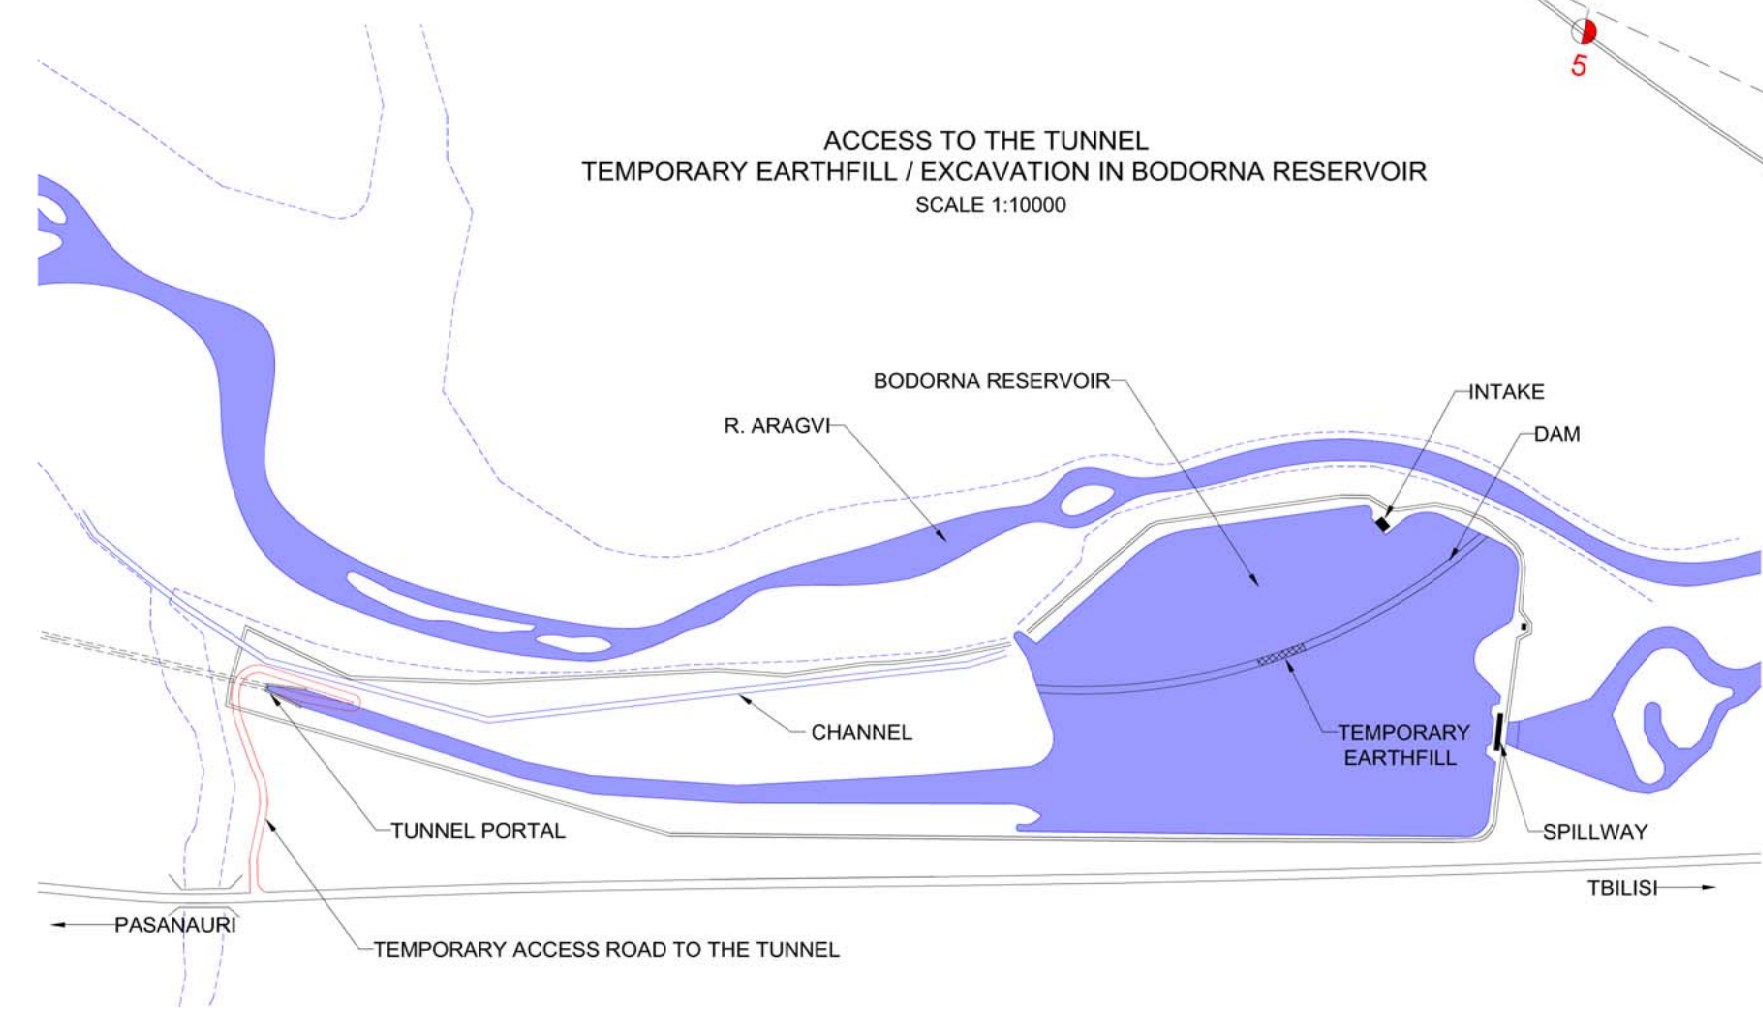 5
ACCESS TO THE TUNNEL
TEMPORARY EARTHFILL / EXCAVATION IN BODORNA RESERVOIR
SCALE 1:10000
BODORNA RESERVOIR
INTAKE
R. ARAGVI
DAM
CHANNEL
TEMPORARY
EARTHFILL
TUNNEL PORTAL
SPILLWAY
TBILISI
PASANAURI
TEMPORARY ACCESS ROAD TO THE TUNNEL